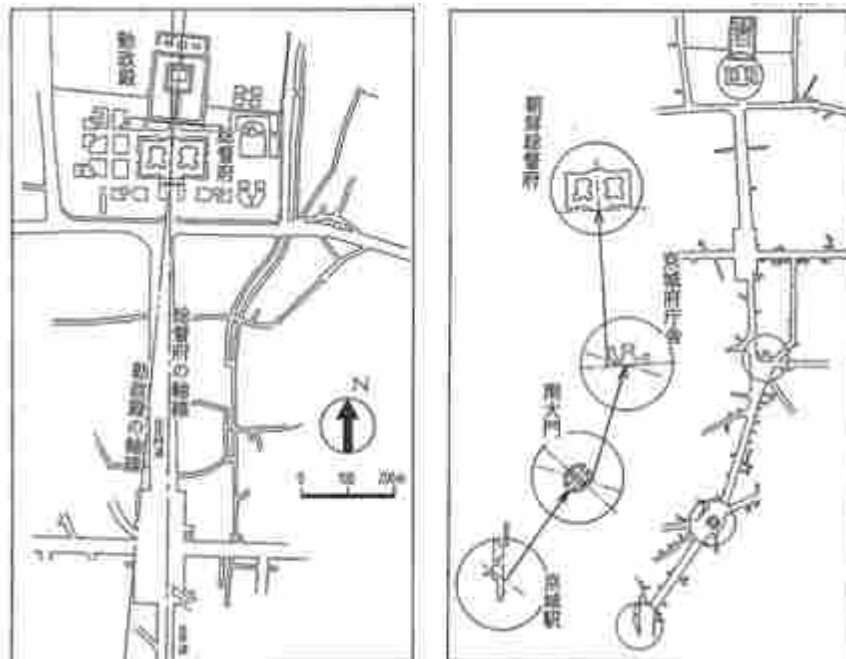 勤政殿
総督府
総督府の軸線
勤政殿の軸線
N
0 100 200m
朝鮮総督府
京城府庁舎
南大門
京城駅